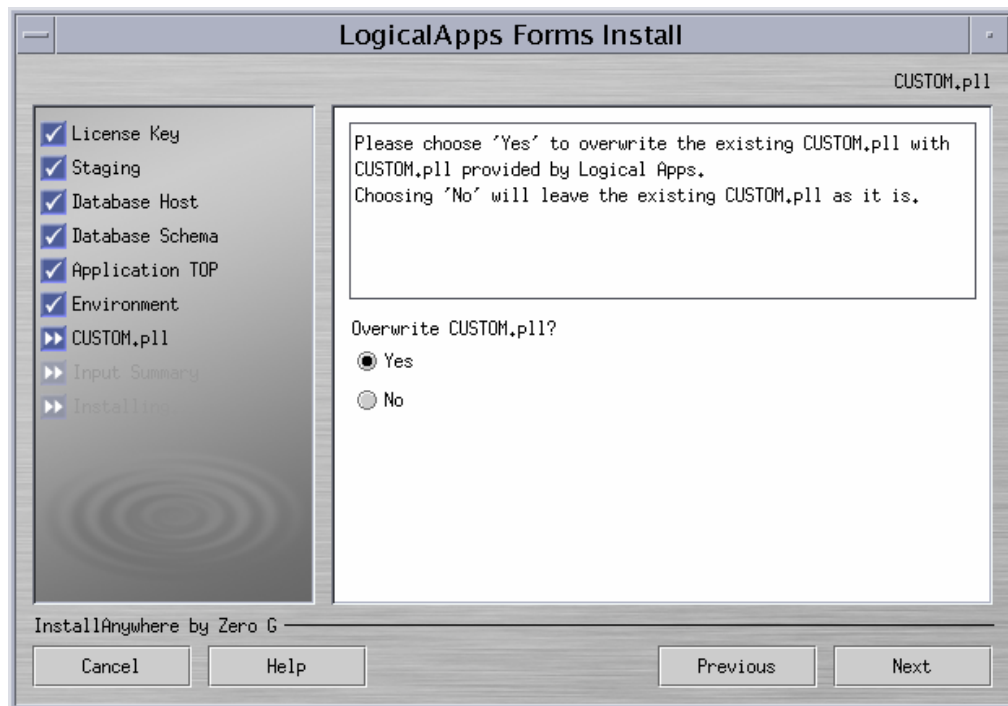 LogicalApps Forms Install
CUSTOM.pll
License Key
Staging
Database Host
Database Schema
Application TOP
Environment
CUSTOM.pll
Input Summary
Installing...
Please choose 'Yes' to overwrite the existing CUSTOM.pll with
CUSTOM.pll provided by Logical Apps.
Choosing 'No' will leave the existing CUSTOM.pll as it is.
Overwrite CUSTOM.pll?
Yes
No
InstallAnywhere by Zero G
Cancel
Help
Previous
Next